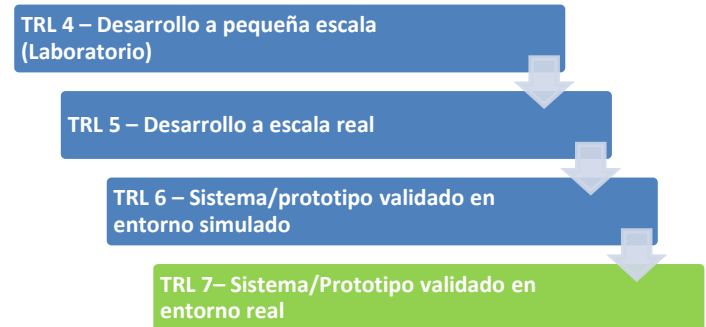 TRL 4 – Desarrollo a pequeña escala
(Laboratorio)
TRL 5 – Desarrollo a escala real
TRL 6 – Sistema/prototipo validado en
entorno simulado
TRL 7– Sistema/Prototipo validado en
entorno real